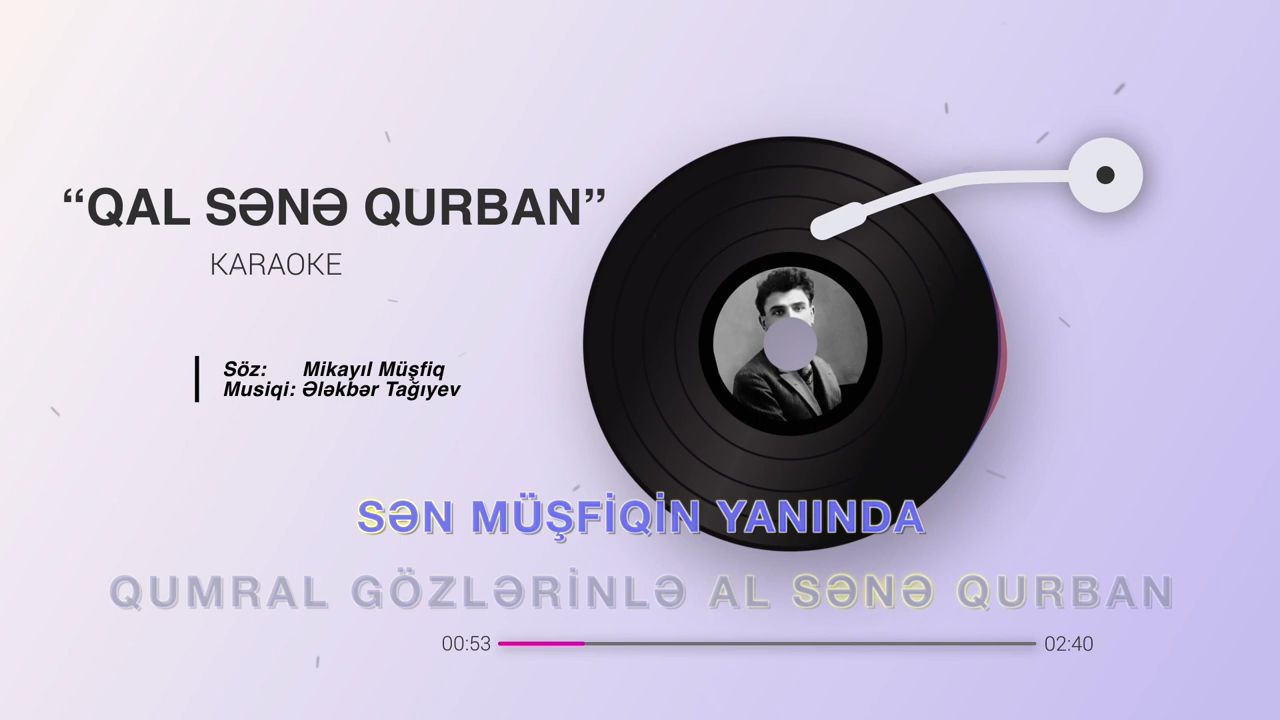 “QAL SƏNƏ QURBAN”
KARAOKE
Söz: Mikayıl Müşfiq
Musiqi: Ələkbər Tağıyev
SƏN MÜŞFİQİN YANINDA
QUMRAL GÖZLƏRİNLƏ AL SƏNƏ QURBAN
00:53 02:40